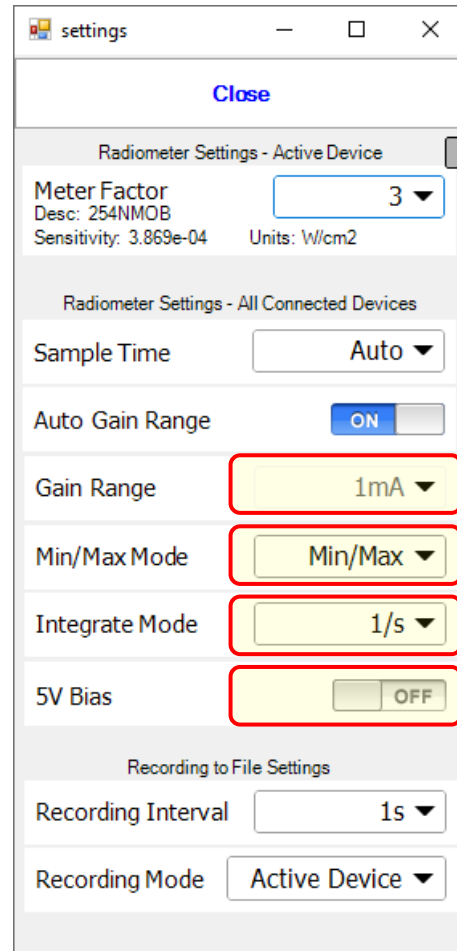 settings
Close
Radiometer Settings - Active Device
Meter Factor 3
Desc: 254NMOB
Sensitivity: 3.869e-04 Units: W/cm2
Radiometer Settings - All Connected Devices
Sample Time Auto
Auto Gain Range ON
Gain Range 1mA
Min/Max Mode Min/Max
Integrate Mode 1/s
5V Bias OFF
Recording to File Settings
Recording Interval 1s
Recording Mode Active Device